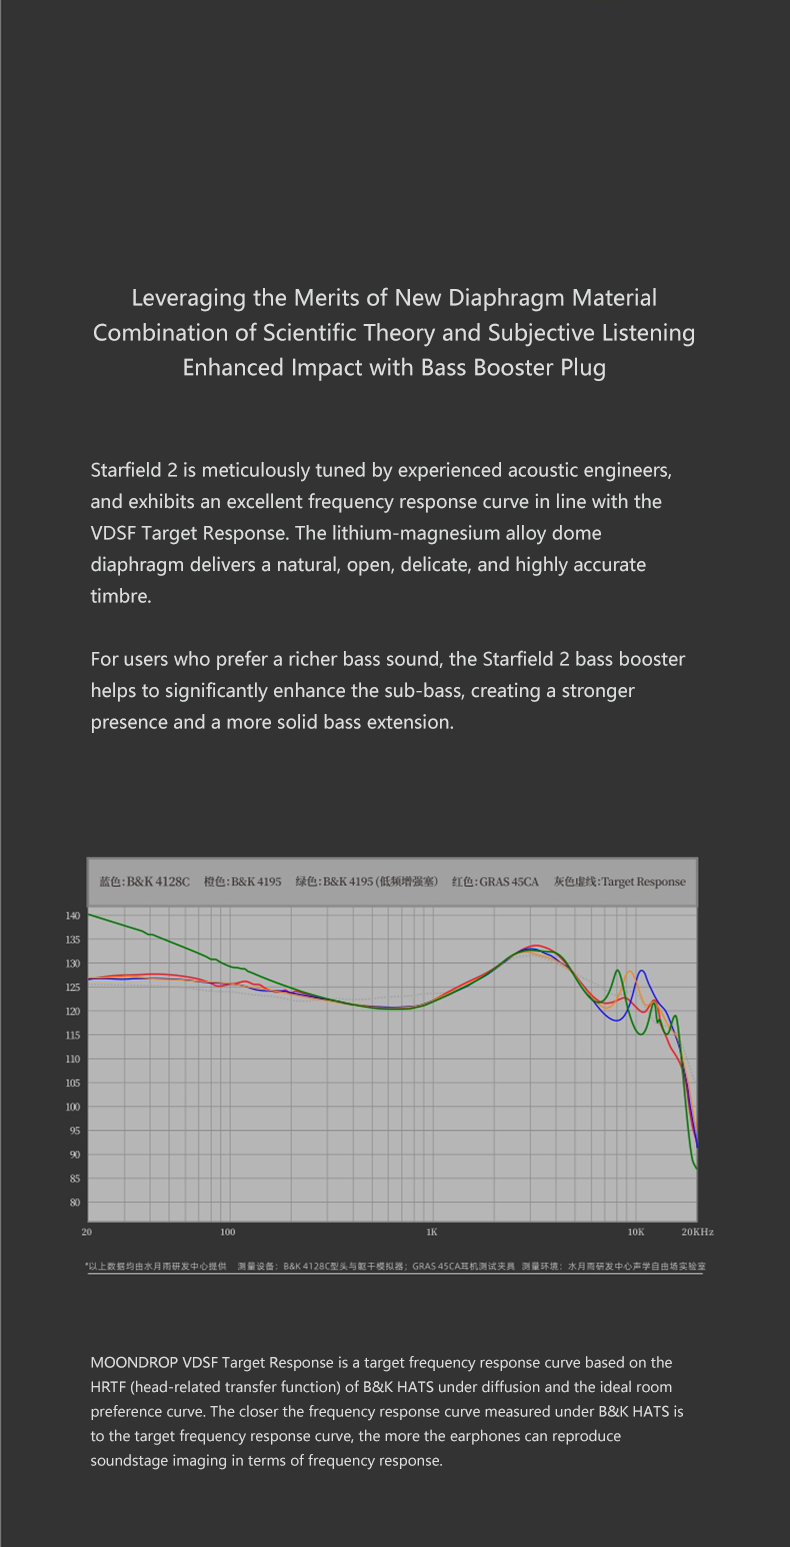 Leveraging the Merits of New Diaphragm Material
Combination of Scientific Theory and Subjective Listening
Enhanced Impact with Bass Booster Plug
Starfield 2 is meticulously tuned by experienced acoustic engineers,
and exhibits an excellent frequency response curve in line with the
VDSF Target Response. The lithium-magnesium alloy dome
diaphragm delivers a natural, open, delicate, and highly accurate
timbre.
For users who prefer a richer bass sound, the Starfield 2 bass booster
helps to significantly enhance the sub-bass, creating a stronger
presence and a more solid bass extension.
蓝色:B&K 4128C 橙色:B&K 4195 绿色:B&K 4195 (低频增强塞) 红色:GRAS 45CA 灰色虚线:Target Response
140
135
130
125
120
115
110
105
100
95
90
85
80
20 100 1K 10K 20KHz
*以上数据均由水月雨研发中心提供 测量设备：B&K 4128C型头与躯干模拟器；GRAS 45CA耳机测试夹具 测量环境：水月雨研发中心声学自由场实验室
MOONDROP VDSF Target Response is a target frequency response curve based on the
HRTF (head-related transfer function) of B&K HATS under diffusion and the ideal room
preference curve. The closer the frequency response curve measured under B&K HATS is
to the target frequency response curve, the more the earphones can reproduce
soundstage imaging in terms of frequency response.